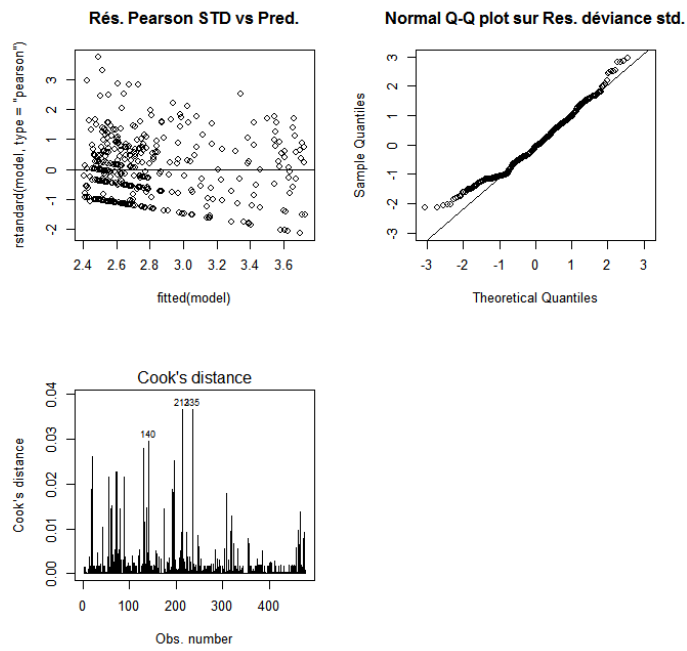 Rés. Pearson STD vs Pred.
rstandard(model, type = "pearson")
3
2
1
0
-1
-2
2.4 2.6 2.8 3.0 3.2 3.4 3.6
fitted(model)
Normal Q-Q plot sur Res. déviance std.
Sample Quantiles
3
2
1
0
-1
-2
-3
-3 -2 -1 0 1 2 3
Theoretical Quantiles
Cook's distance
Cook's distance
0.04
0.03
0.02
0.01
0.00
140
235
0 100 200 300 400
Obs. number